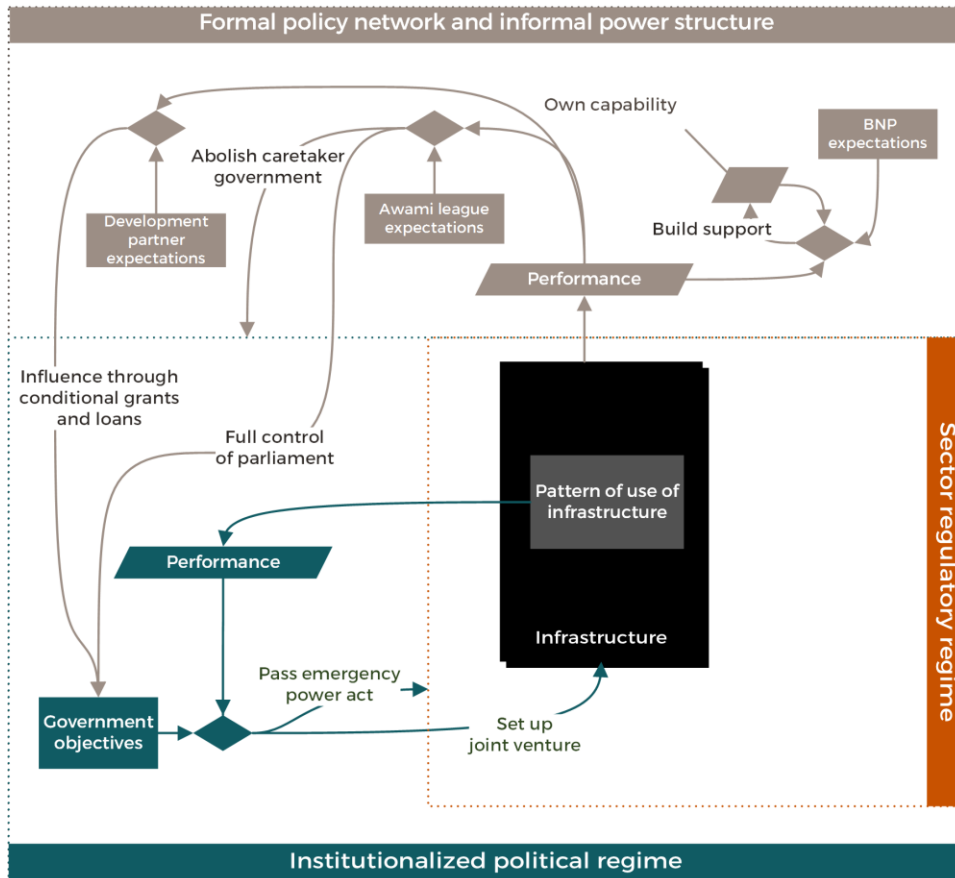 Formal policy network and informal power structure
Own capability
BNP
expectations
Abolish caretaker
government
Development
partner
expectations
Awami league
expectations
Build support
Performance
Influence through
conditional grants
and loans
Full control
of parliament
Pattern of use of
infrastructure
Performance
Infrastructure
Sector regulatory regime
Pass emergency
power act
Government
objectives
Set up
joint venture
Institutionalized political regime